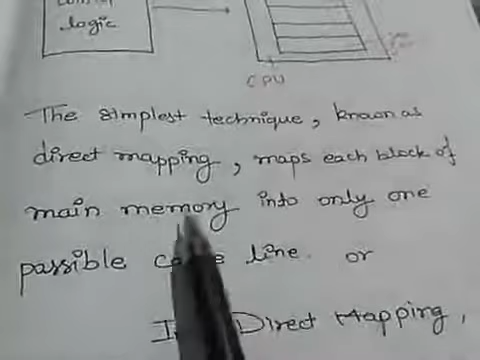 logic
CPU
The simplest technique, known as
direct mapping, maps each block of
main memory into only one
passible line. or
Direct Mapping,